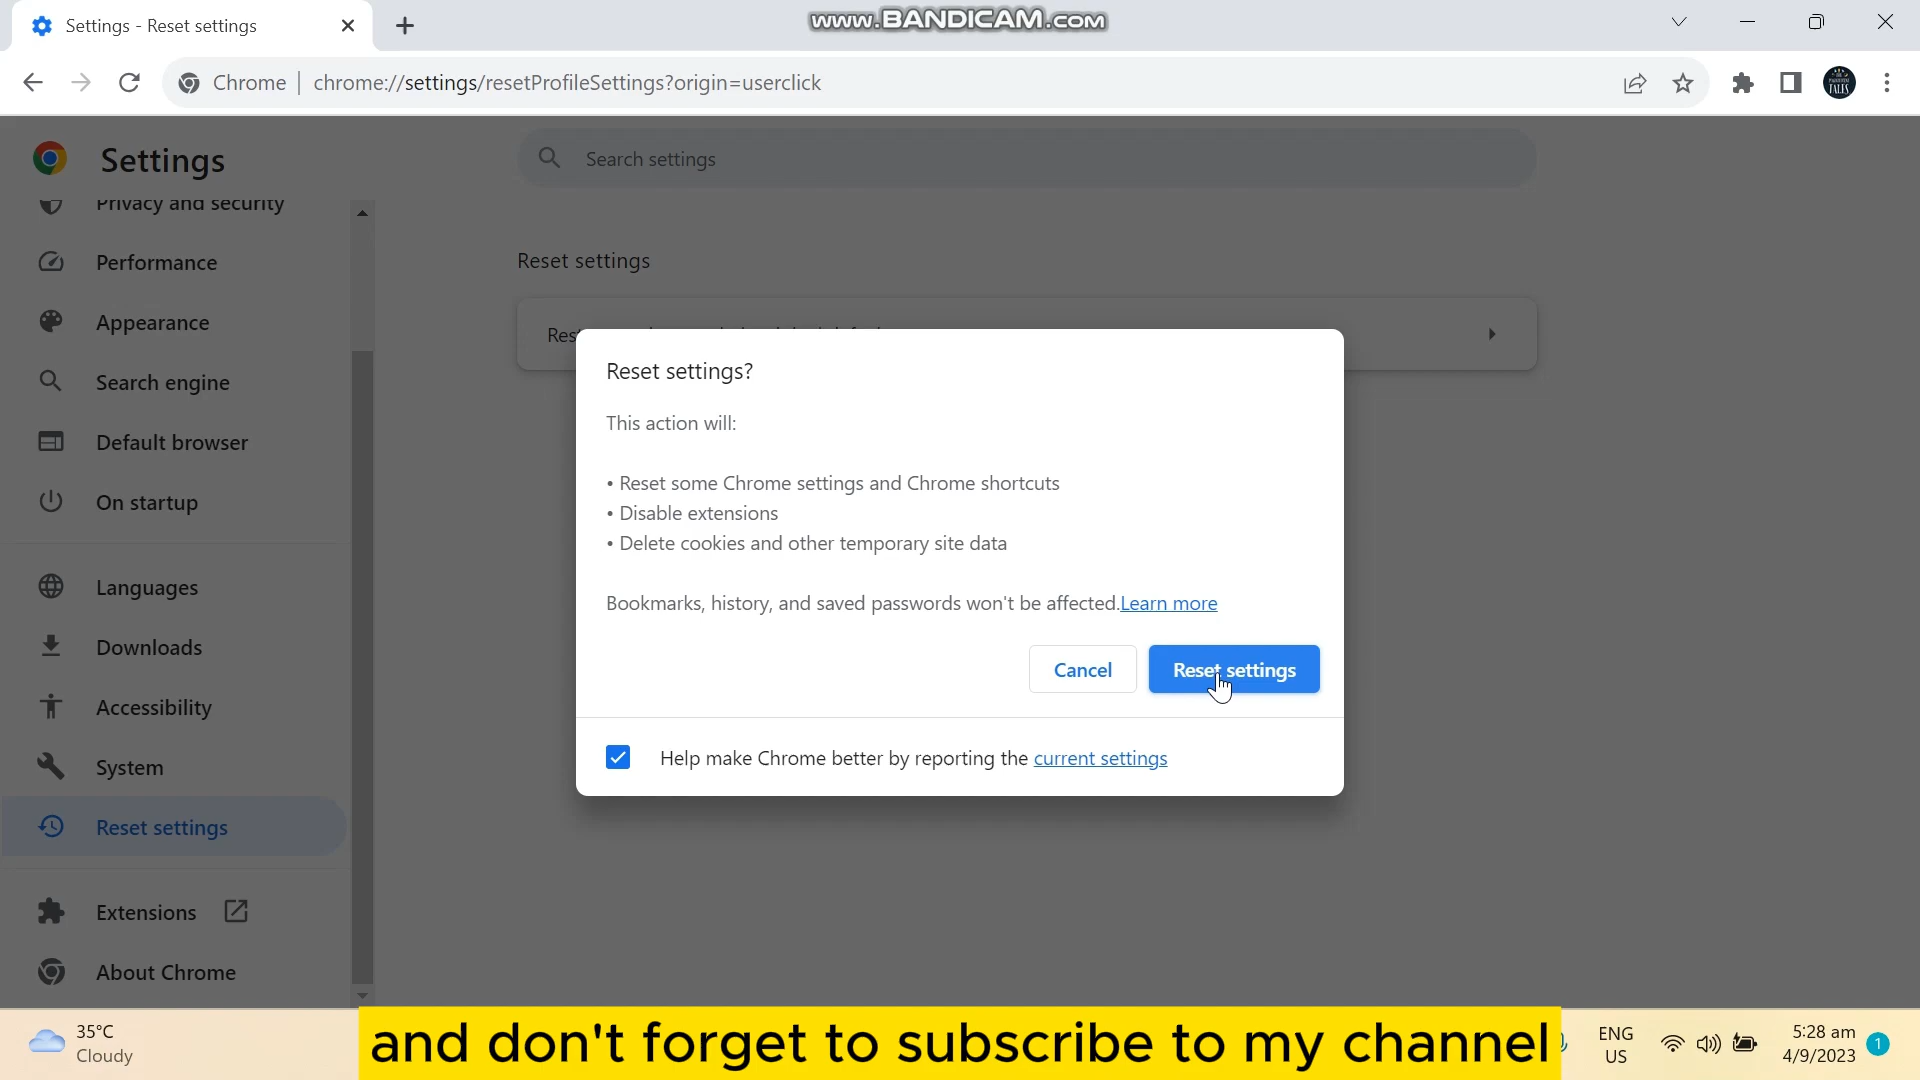 Settings - Reset settings
www.BANDICAM.com
Chrome
chrome://settings/resetProfileSettings?origin=userclick
Settings
Search settings
Privacy and security
Performance
Appearance
Search engine
Default browser
On startup
Languages
Downloads
Accessibility
System
Reset settings
Extensions
About Chrome
Reset settings
Reset settings?
This action will:
• Reset some Chrome settings and Chrome shortcuts
• Disable extensions
• Delete cookies and other temporary site data
Bookmarks, history, and saved passwords won't be affected.Learn more
Cancel
Reset settings
Help make Chrome better by reporting the current settings
35°C
Cloudy
and don't forget to subscribe to my channel
ENG
US
5:28 am
4/9/2023
1